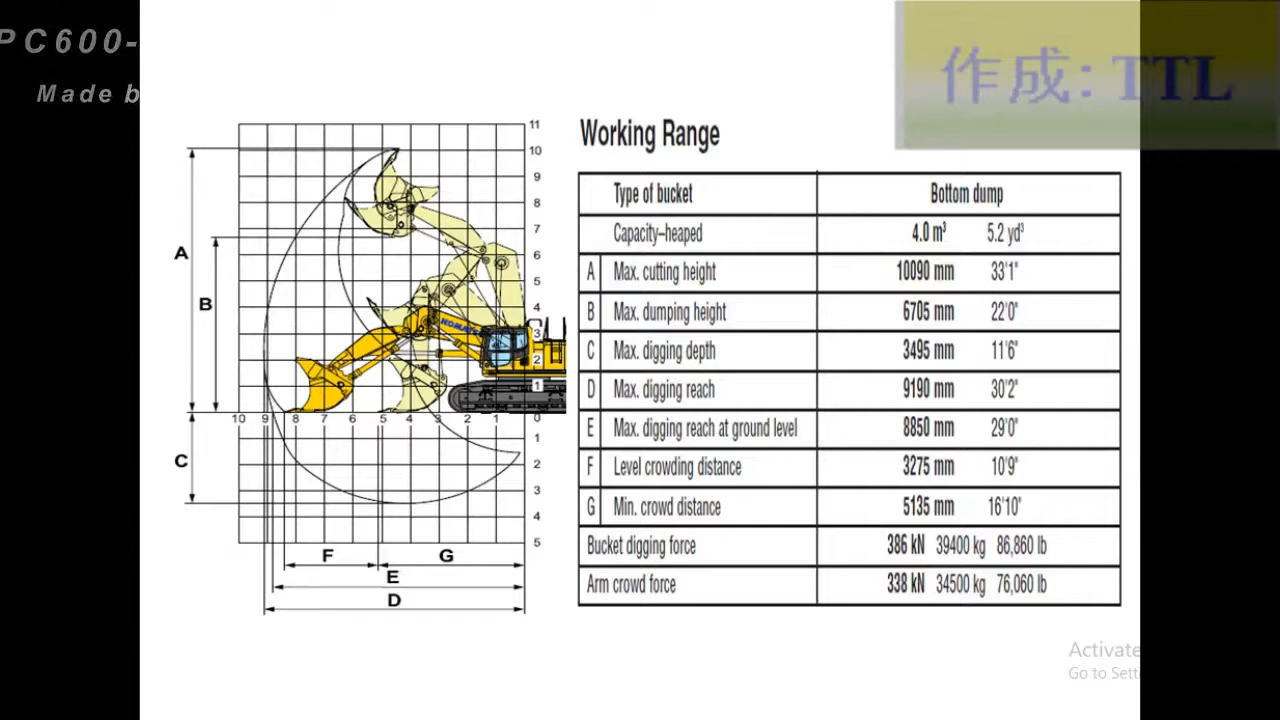 PC600-
Made b
作成: TTL
Working Range
Type of bucket Bottom dump
Capacity–heaped 4.0 m³ 5.2 yd³
A Max. cutting height 10090 mm 33'1"
B Max. dumping height 6705 mm 22'0"
C Max. digging depth 3495 mm 11'6"
D Max. digging reach 9190 mm 30'2"
E Max. digging reach at ground level 8850 mm 29'0"
F Level crowding distance 3275 mm 10'9"
G Min. crowd distance 5135 mm 16'10"
Bucket digging force 386 kN 39400 kg 86,860 lb
Arm crowd force 338 kN 34500 kg 76,060 lb
11
10
9
8
7
6
5
4
3
2
1
10 9 8 7 6 5 4 3 2 1 0
1
2
3
4
5
A
B
C
F G
E
D
KOMATSU
Activate
Go to Sett